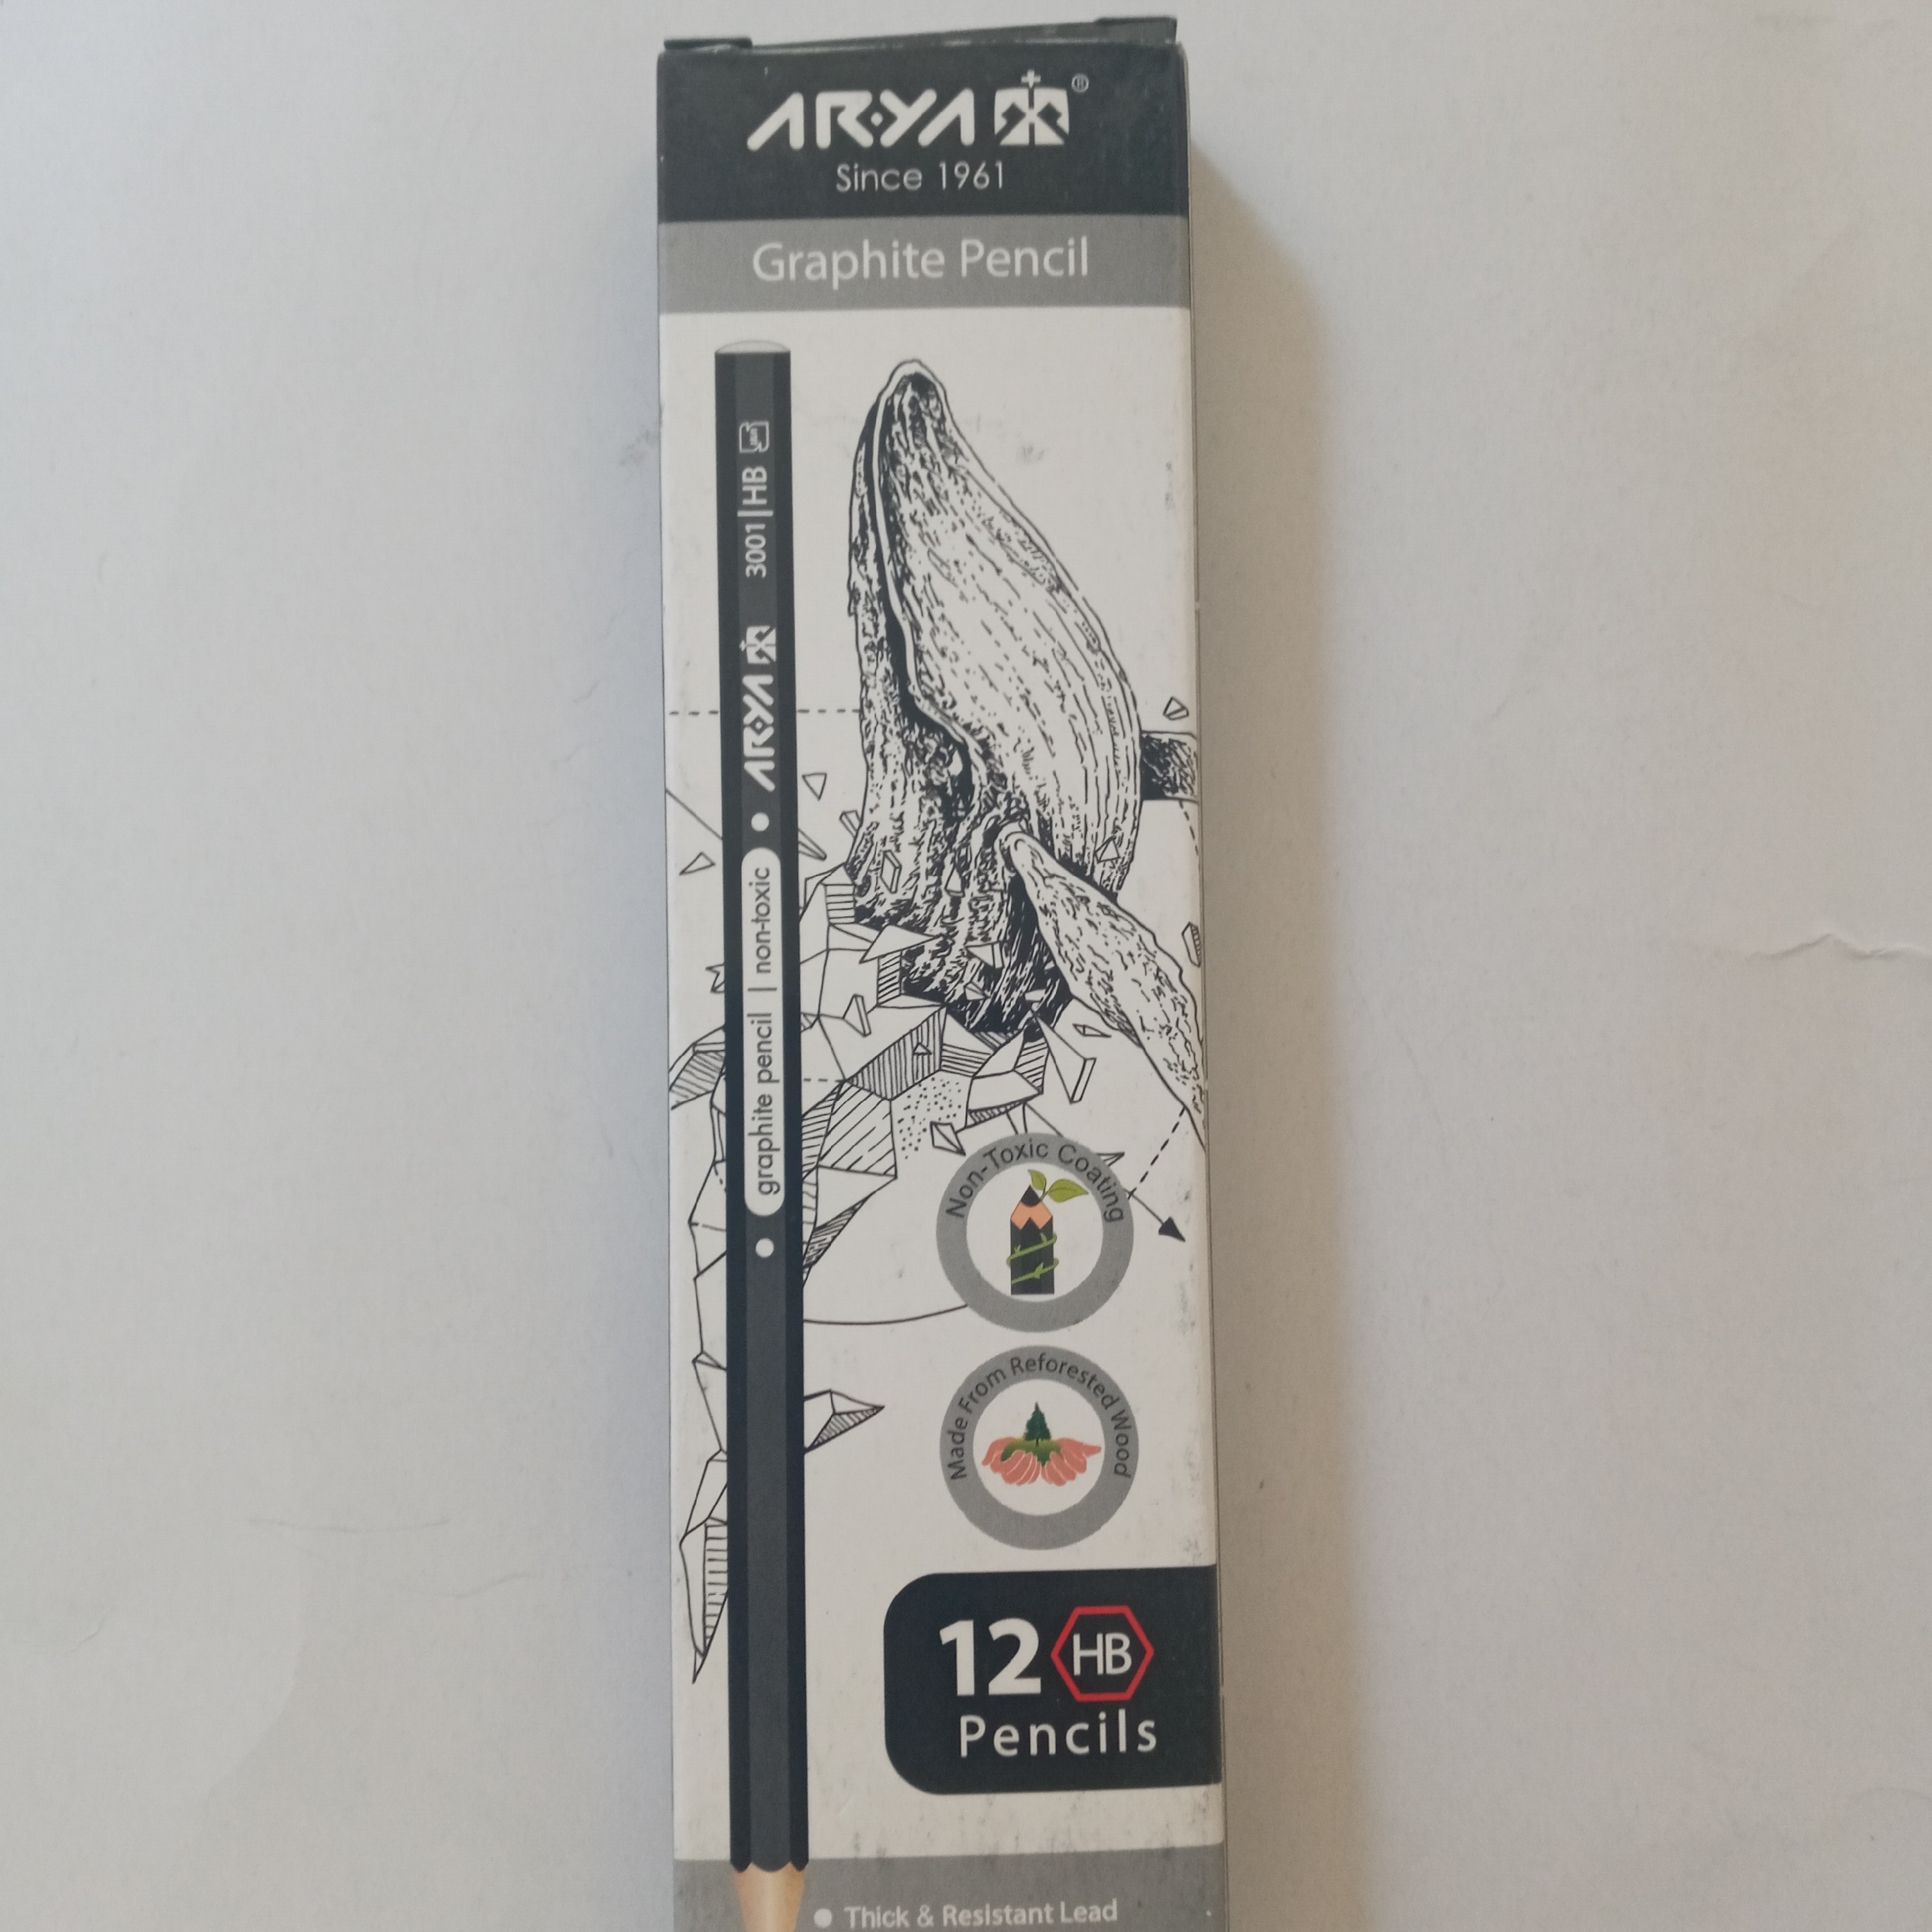 ARYA
Since 1961
Graphite Pencil
graphite pencil | non-toxic ARYA 3001|HB
Non-Toxic Coating
Made From Reforested Wood
12 HB
Pencils
Thick & Resistant Lead